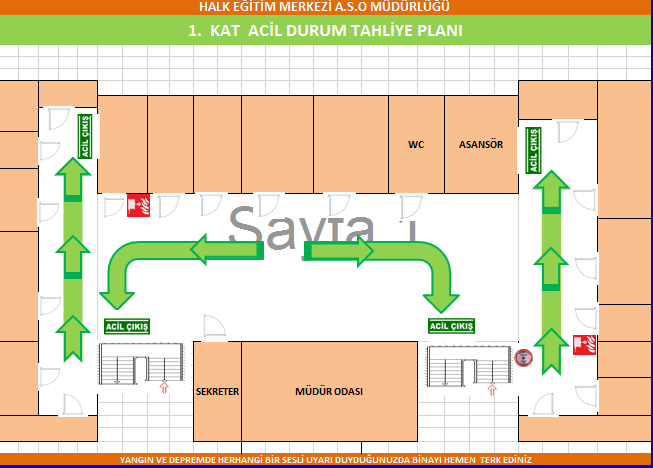 HALK EĞİTİM MERKEZİ A.S.O MÜDÜRLÜĞÜ
1. KAT ACİL DURUM TAHLİYE PLANI
ACİL ÇIKIŞ
ACİL ÇIKIŞ
WC
ASANSÖR
Sayfa 1
ACİL ÇIKIŞ
ACİL ÇIKIŞ
SEKRETER
MÜDÜR ODASI
YANGIN VE DEPREMDE HERHANGİ BİR SESLİ UYARI DUYDUĞUNUZDA BİNAYI HEMEN TERK EDİNİZ